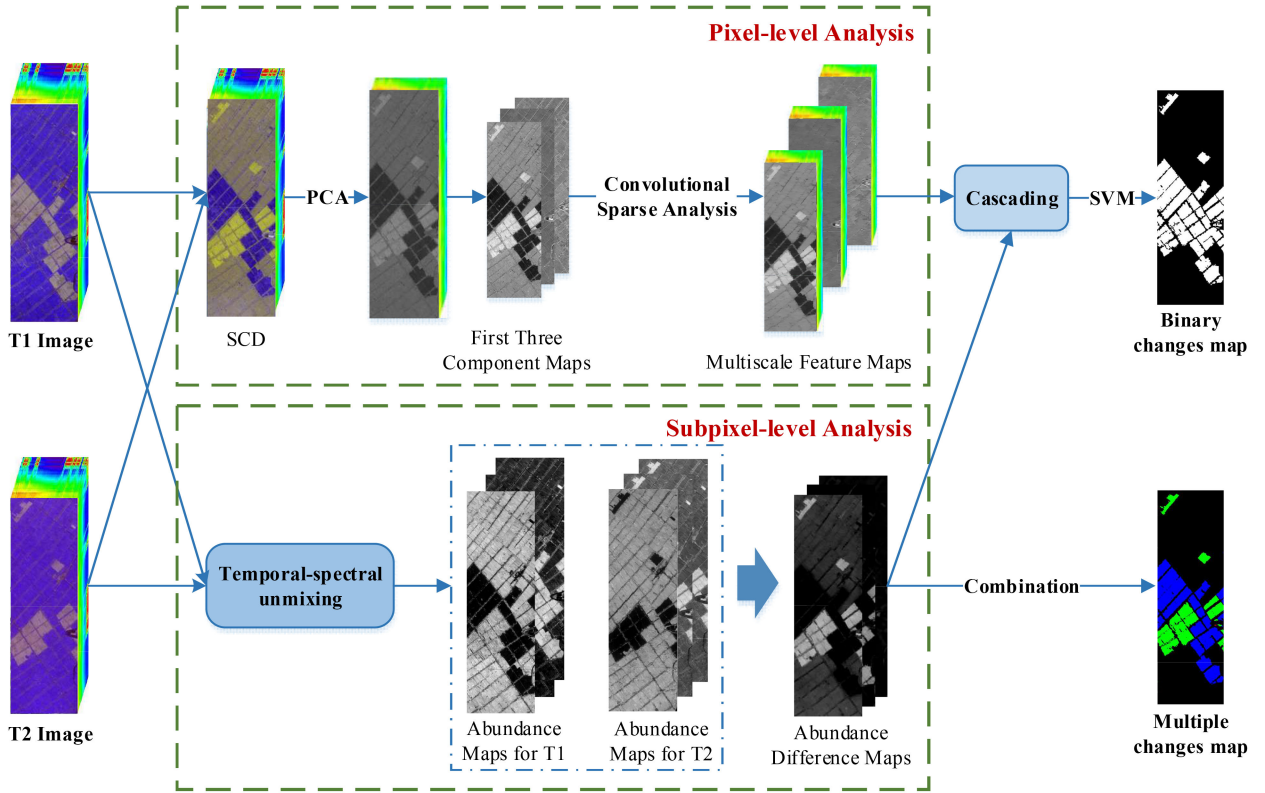 Pixel-level Analysis
T1 Image
SCD
PCA
First Three
Component Maps
Convolutional
Sparse Analysis
Multiscale Feature Maps
Cascading
SVM
Binary
changes map
Subpixel-level Analysis
T2 Image
Temporal-spectral
unmixing
Abundance
Maps for T1
Abundance
Maps for T2
Abundance
Difference Maps
Combination
Multiple
changes map